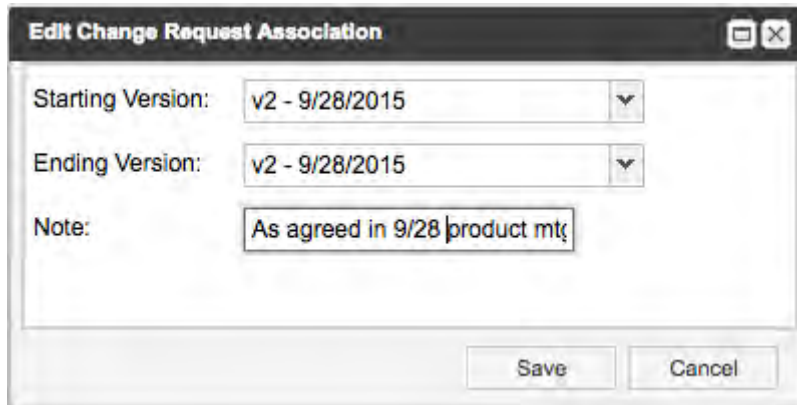 Edit Change Request Association
Starting Version: v2 - 9/28/2015
Ending Version: v2 - 9/28/2015
Note: As agreed in 9/28 product mtg
Save Cancel